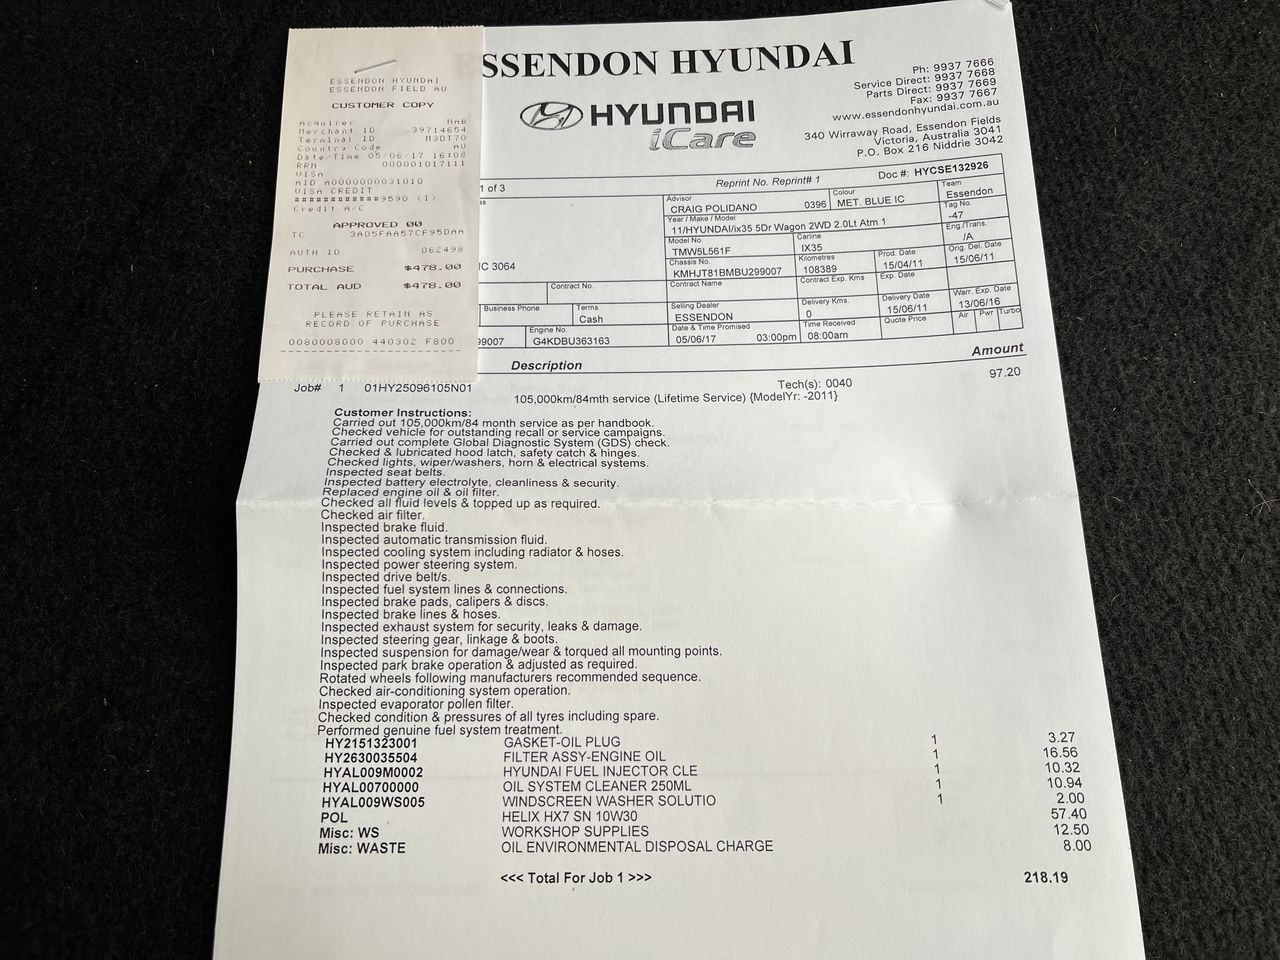 ESSENDON HYUNDAI
ESSENDON FIELD AU
CUSTOMER COPY
Acquirer NAB
Merchant ID 39714654
Terminal ID M3DT70
Country Code AU
Date/Time 05/06/17 16:08
RRN 000001017111
VISA
AID A0000000031010
VISA CREDIT
############9590 (I)
Credit A/C
APPROVED 00
TC 3A05FAA57CF95DAA
AUTH ID 062498
PURCHASE $478.00
TOTAL AUD $478.00
PLEASE RETAIN AS
RECORD OF PURCHASE
0080008000 440302 F800
SSENDON HYUNDAI
HYUNDAI
iCare
Ph: 9937 7666
Service Direct: 9937 7668
Parts Direct: 9937 7669
Fax: 9937 7667
www.essendonhyundai.com.au
340 Wirraway Road, Essendon Fields
Victoria, Australia 3041
P.O. Box 216 Niddrie 3042
1 of 3 Reprint No. Reprint# 1 Doc #: HYCSE132926
Advisor Colour Team
CRAIG POLIDANO 0396 MET. BLUE IC Essendon
Year / Make / Model Tag No.
11/HYUNDAI/ix35 5Dr Wagon 2WD 2.0Lt Atm 1 -47
Model No. Carline Eng./Trans.
TMW5L561F IX35 /A
Chassis No. Kilometres Prod. Date Orig. Del. Date
IC 3064 KMHJT81BMBU299007 108389 15/04/11 15/06/11
Contract No. Contract Name Contract Exp. Kms Exp. Date
Business Phone Terms Selling Dealer Delivery Kms. Delivery Date Warr. Exp. Date
Cash ESSENDON 0 15/06/11 13/06/16
Engine No. Date & Time Promised Time Received Quote Price Air Pwr Turbo
99007 G4KDBU363163 05/06/17 03:00pm 08:00am
Description Amount
Job# 1 01HY25096105N01 Tech(s): 0040 97.20
105,000km/84mth service (Lifetime Service) {ModelYr: -2011}
Customer Instructions:
Carried out 105,000km/84 month service as per handbook.
Checked vehicle for outstanding recall or service campaigns.
Carried out complete Global Diagnostic System (GDS) check.
Checked & lubricated hood latch, safety catch & hinges.
Checked lights, wiper/washers, horn & electrical systems.
Inspected seat belts.
Inspected battery electrolyte, cleanliness & security.
Replaced engine oil & oil filter.
Checked all fluid levels & topped up as required.
Checked air filter.
Inspected brake fluid.
Inspected automatic transmission fluid.
Inspected cooling system including radiator & hoses.
Inspected power steering system.
Inspected drive belt/s.
Inspected fuel system lines & connections.
Inspected brake pads, calipers & discs.
Inspected brake lines & hoses.
Inspected exhaust system for security, leaks & damage.
Inspected steering gear, linkage & boots.
Inspected suspension for damage/wear & torqued all mounting points.
Inspected park brake operation & adjusted as required.
Rotated wheels following manufacturers recommended sequence.
Checked air-conditioning system operation.
Inspected evaporator pollen filter.
Checked condition & pressures of all tyres including spare.
Performed genuine fuel system treatment.
HY2151323001 GASKET-OIL PLUG 1 3.27
HY2630035504 FILTER ASSY-ENGINE OIL 1 16.56
HYAL009M0002 HYUNDAI FUEL INJECTOR CLE 1 10.32
HYAL00700000 OIL SYSTEM CLEANER 250ML 1 10.94
HYAL009WS005 WINDSCREEN WASHER SOLUTIO 1 2.00
POL HELIX HX7 SN 10W30 57.40
Misc: WS WORKSHOP SUPPLIES 12.50
Misc: WASTE OIL ENVIRONMENTAL DISPOSAL CHARGE 8.00
<<< Total For Job 1 >>> 218.19